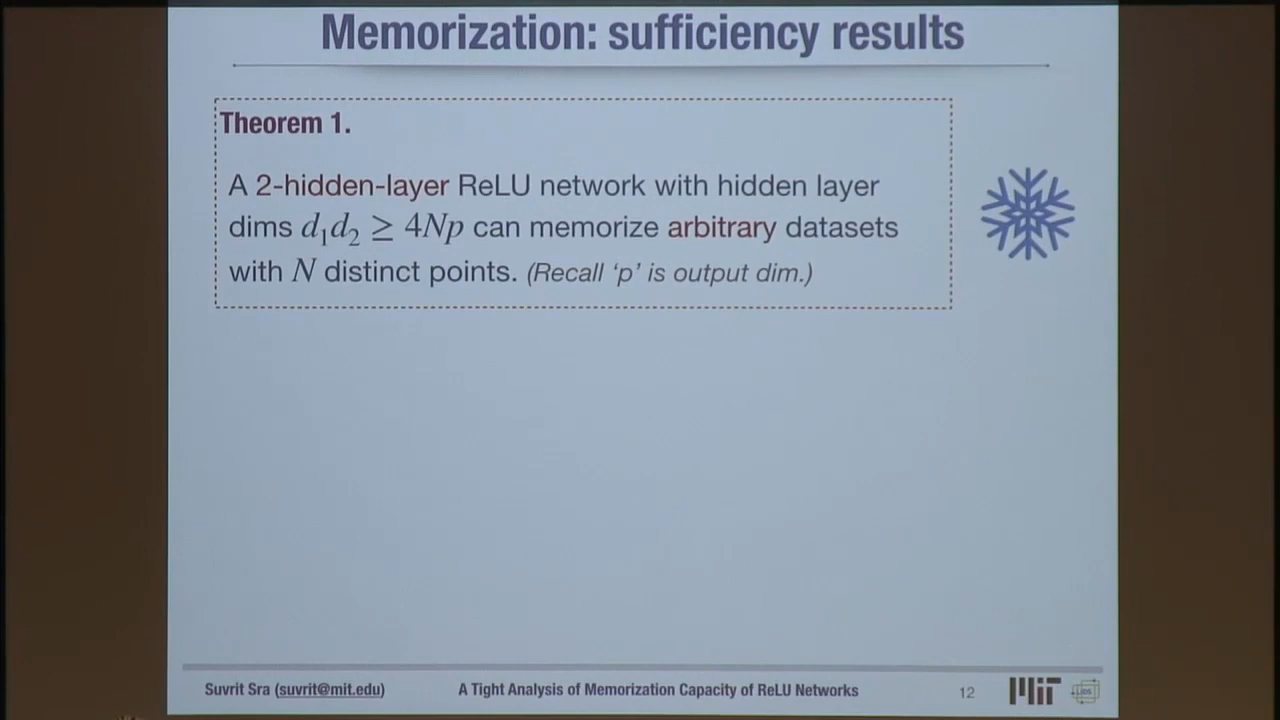 Memorization: sufficiency results
Theorem 1.
A 2-hidden-layer ReLU network with hidden layer
dims d₁d₂ ≥ 4Np can memorize arbitrary datasets
with N distinct points. (Recall ‘p’ is output dim.)
Suvrit Sra (suvrit@mit.edu) A Tight Analysis of Memorization Capacity of ReLU Networks 12 MIT LIDS